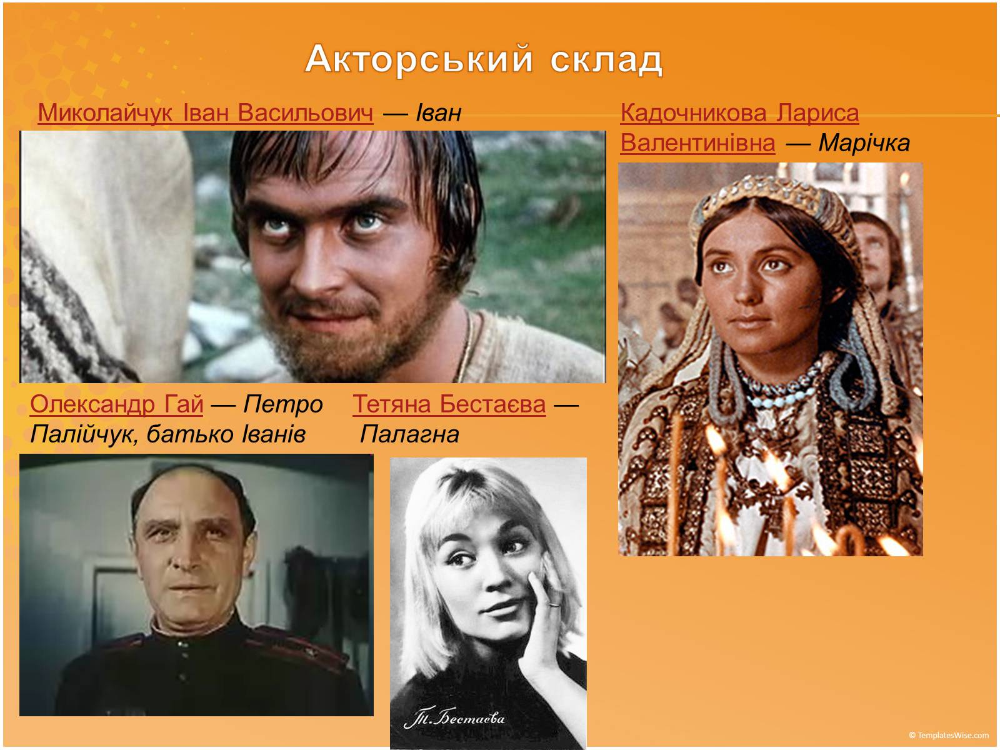 Акторський склад
Миколайчук Іван Васильович — Іван
Кадочникова Лариса
Валентинівна — Марічка
Олександр Гай — Петро
Палійчук, батько Іванів
Тетяна Бестаєва —
Палагна
Т. Бестаева
© TemplatesWise.com